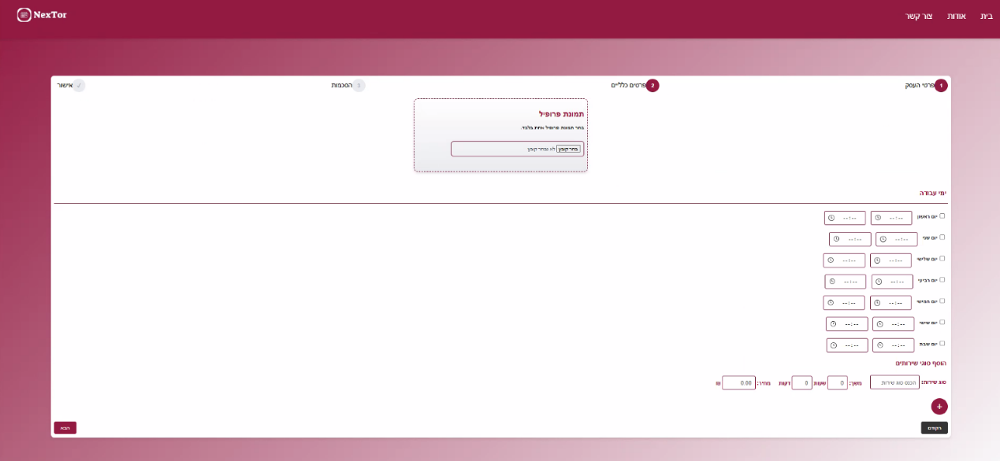 NexTor
בית
אודות
צור קשר
1 פרטי העסק
2 פרטים כלליים
3 הסכמות
✓ אישור
תמונת פרופיל
בחר תמונת פרופיל אחת בלבד.
בחר קובץ לא נבחר קובץ
ימי עבודה
יום ראשון --:-- --:--
יום שני --:-- --:--
יום שלישי --:-- --:--
יום רביעי --:-- --:--
יום חמישי --:-- --:--
יום שישי --:-- --:--
יום שבת --:-- --:--
הוסף סוגי שירותים
סוג שירות: הכנס סוג שירות משך: 0 שעות 0 דקות מחיר: 0.00 ₪
+
הקודם
הבא